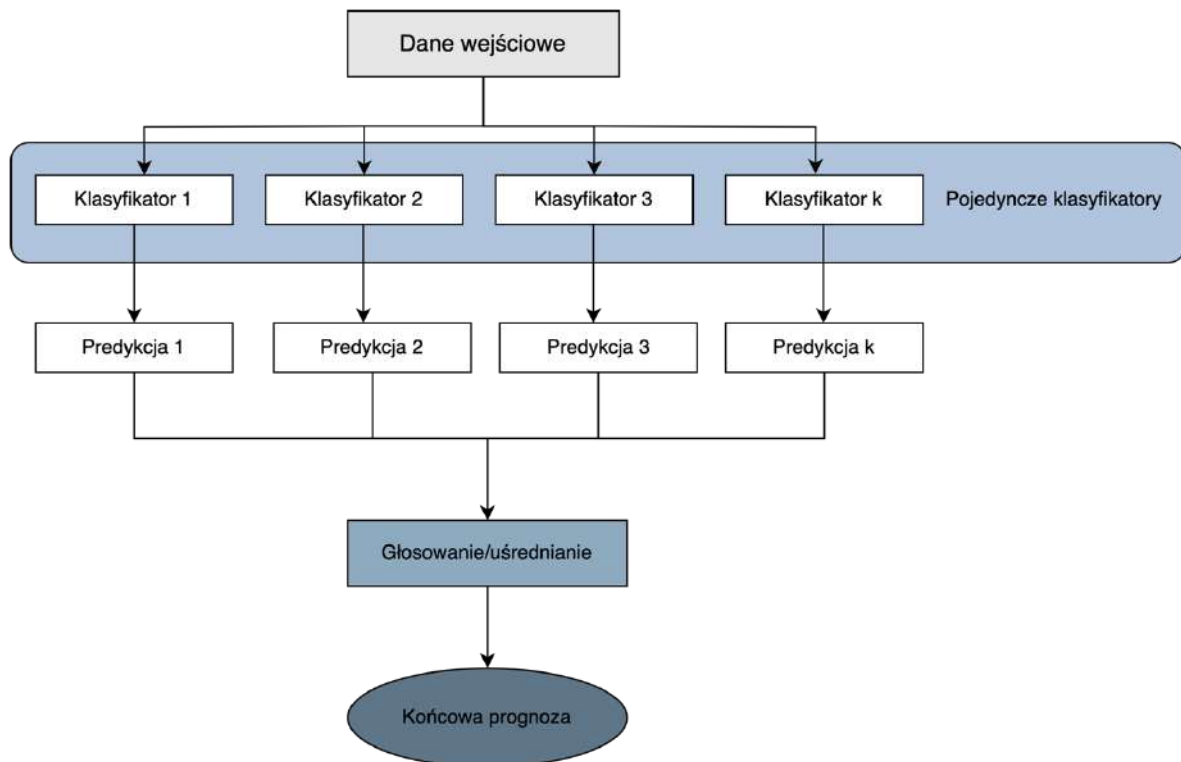 Dane wejściowe
Klasyfikator 1
Klasyfikator 2
Klasyfikator 3
Klasyfikator k
Pojedyncze klasyfikatory
Predykcja 1
Predykcja 2
Predykcja 3
Predykcja k
Głosowanie/uśrednianie
Końcowa prognoza